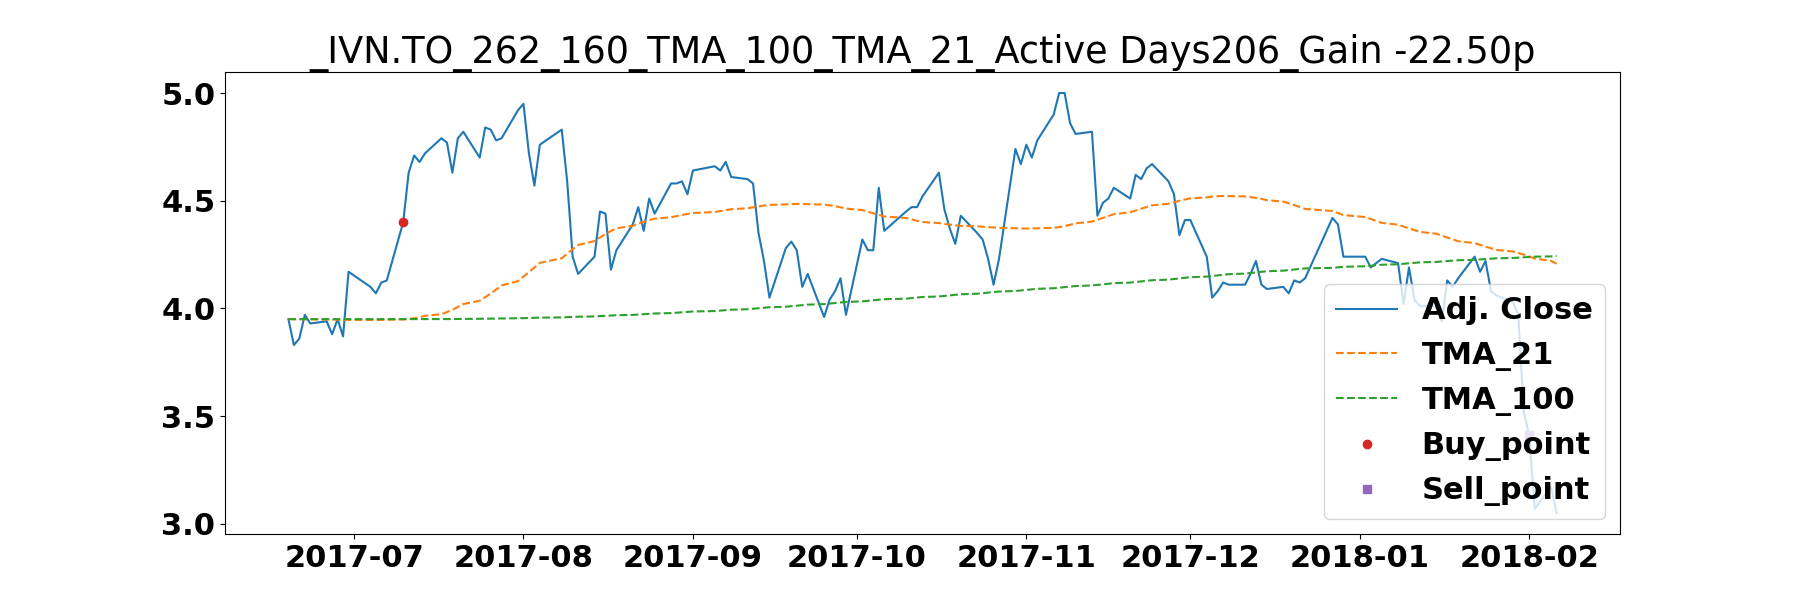 _IVN.TO_262_160_TMA_100_TMA_21_Active Days206_Gain -22.50p
5.0
4.5
4.0
3.5
3.0
Adj. Close
TMA_21
TMA_100
Buy_point
Sell_point
2017-07 2017-08 2017-09 2017-10 2017-11 2017-12 2018-01 2018-02